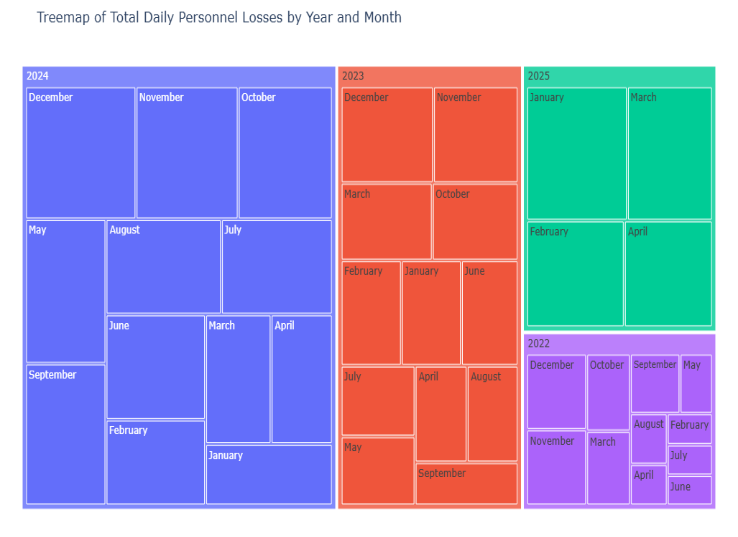 Treemap of Total Daily Personnel Losses by Year and Month
2024
December
November
October
May
August
July
June
March
April
September
February
January
2023
December
November
March
October
February
January
June
July
April
August
May
September
2025
January
March
February
April
2022
December
October
September
May
November
March
August
February
July
April
June